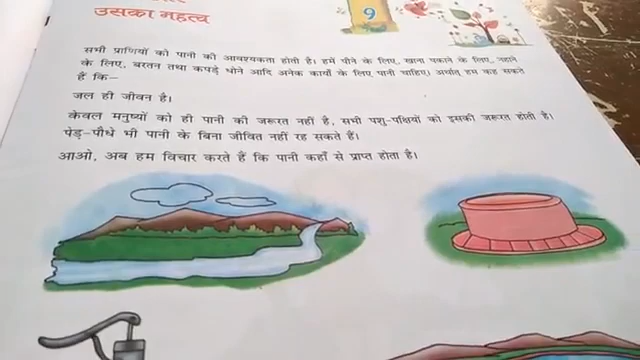 उसका महत्व
9
सभी प्राणियों को पानी की आवश्यकता होती है। हमें पीने के लिए, खाना पकाने के लिए, नहाने
के लिए, बरतन तथा कपड़े धोने आदि अनेक कार्यों के लिए पानी चाहिए। अर्थात् हम कह सकते
हैं कि–
जल ही जीवन है।
केवल मनुष्यों को ही पानी की जरूरत नहीं है, सभी पशु-पक्षियों को इसकी जरूरत होती है।
पेड़-पौधे भी पानी के बिना जीवित नहीं रह सकते हैं।
आओ, अब हम विचार करते हैं कि पानी कहाँ से प्राप्त होता है।